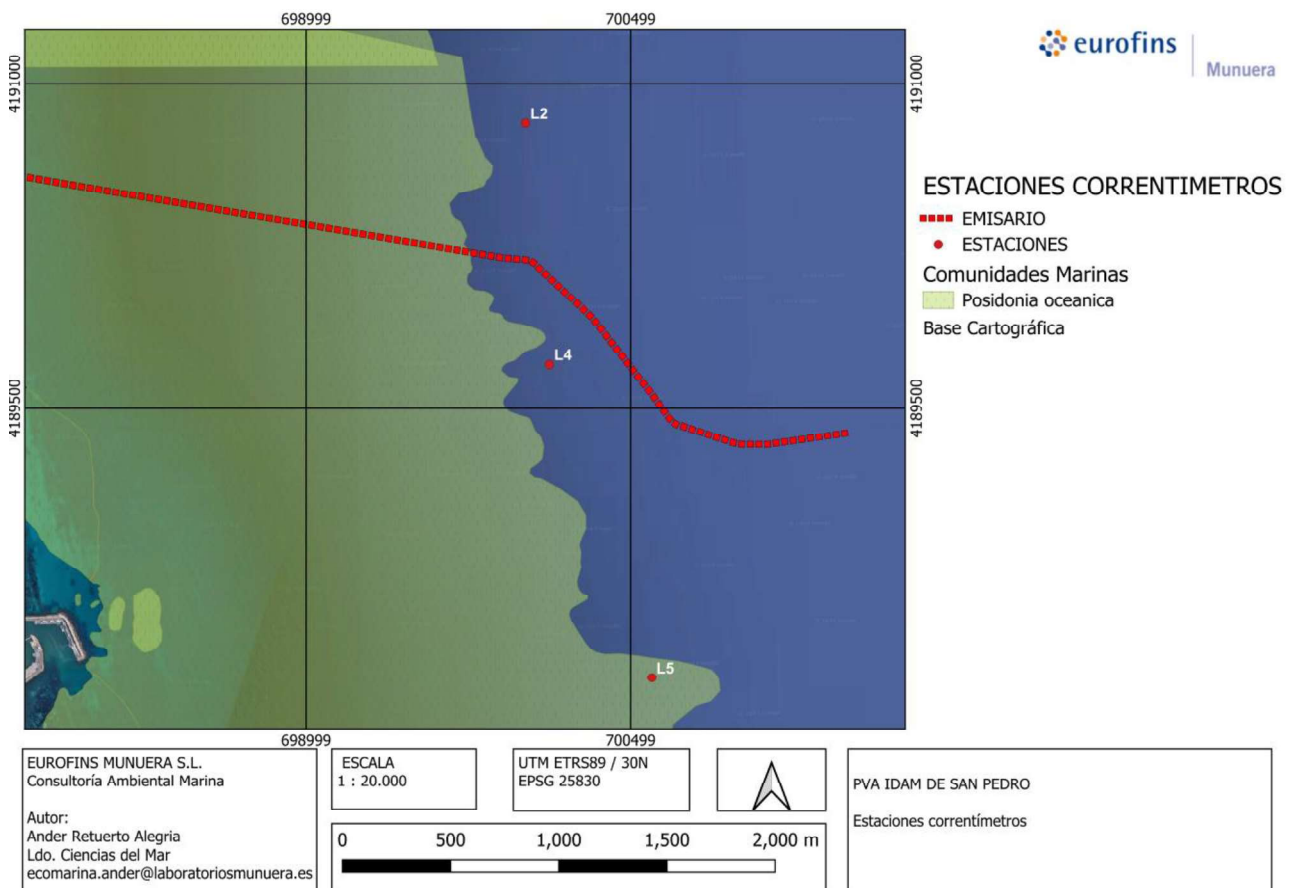 698999
700499
4191000
4191000
L2
L4
4189500
4189500
L5
698999
700499
eurofins
Munuera
ESTACIONES CORRENTIMETROS
EMISARIO
ESTACIONES
Comunidades Marinas
Posidonia oceanica
Base Cartográfica
EUROFINS MUNUERA S.L.
Consultoría Ambiental Marina
Autor:
Ander Retuerto Alegria
Ldo. Ciencias del Mar
ecomarina.ander@laboratoriosmunuera.es
ESCALA
1 : 20.000
UTM ETRS89 / 30N
EPSG 25830
0 500 1,000 1,500 2,000 m
PVA IDAM DE SAN PEDRO
Estaciones correntímetros